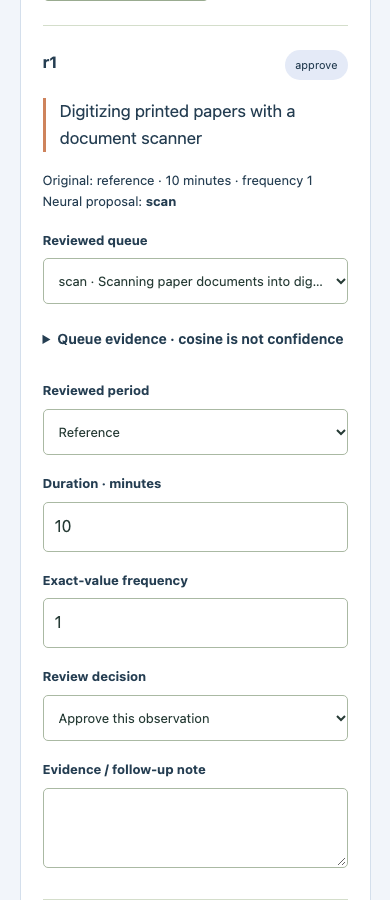 r1
approve
Digitizing printed papers with a
document scanner
Original: reference · 10 minutes · frequency 1
Neural proposal: scan
Reviewed queue
scan · Scanning paper documents into dig...
Queue evidence · cosine is not confidence
Reviewed period
Reference
Duration · minutes
10
Exact-value frequency
1
Review decision
Approve this observation
Evidence / follow-up note